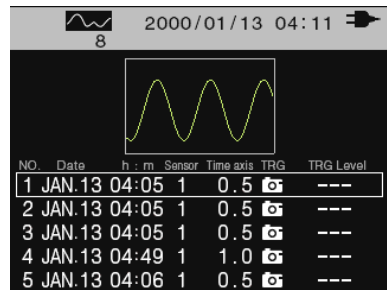 2000/01/13 04:11
8
NO. Date h : m Sensor Time axis TRG TRG Level
1 JAN.13 04:05 1 0.5 ---
2 JAN.13 04:05 1 0.5 ---
3 JAN.13 04:05 1 0.5 ---
4 JAN.13 04:49 1 1.0 ---
5 JAN.13 04:06 1 0.5 ---